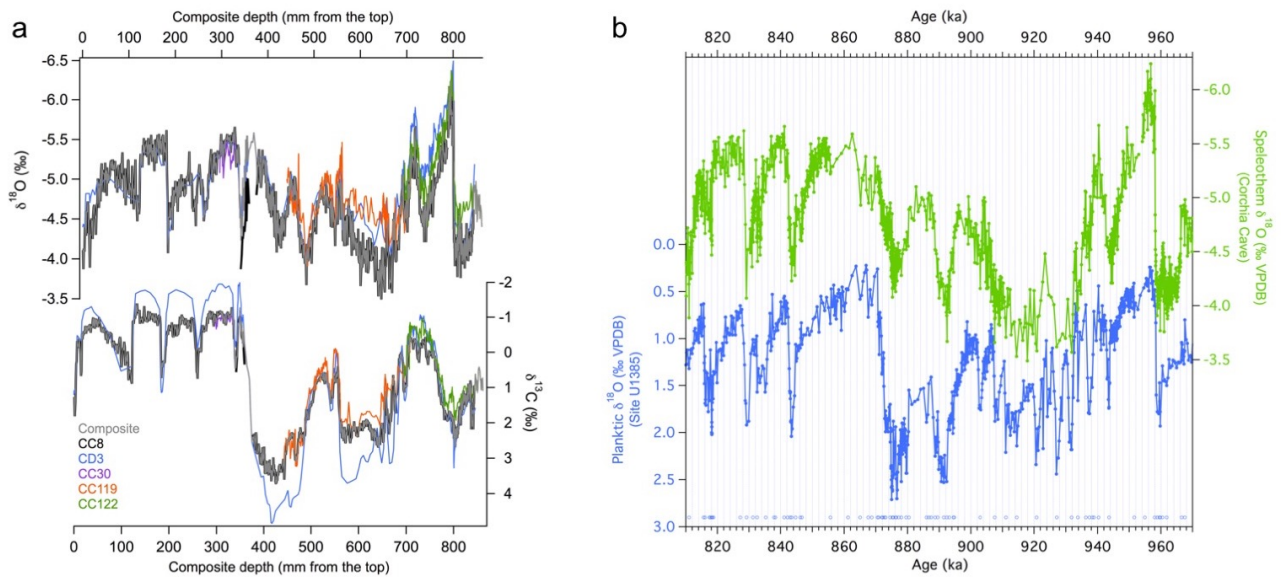 a
Composite depth (mm from the top)
0 100 200 300 400 500 600 700 800
-6.5
-6.0
-5.5
-5.0
-4.5
-4.0
-3.5
δ18O (‰)
-2
-1
0
1
2
3
4
δ13C (‰)
Composite
CC8
CD3
CC30
CC119
CC122
0 100 200 300 400 500 600 700 800
Composite depth (mm from the top)
b
Age (ka)
820 840 860 880 900 920 940 960
-6.0
-5.5
-5.0
-4.5
-4.0
-3.5
Speleothem δ18O (‰ VPDB)
(Corchia Cave)
0.0
0.5
1.0
1.5
2.0
2.5
3.0
Planktic δ18O (‰ VPDB)
(Site U1385)
820 840 860 880 900 920 940 960
Age (ka)